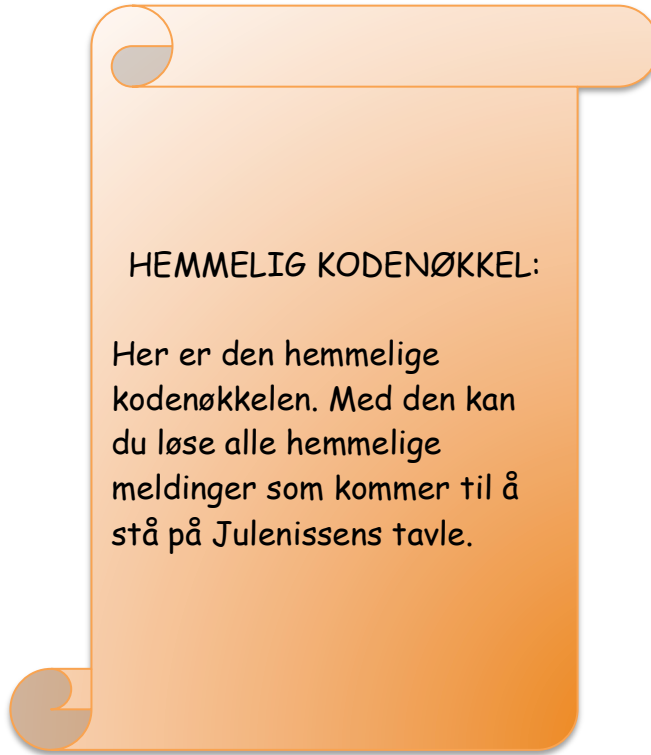 HEMMELIG KODENØKKEL:
Her er den hemmelige
kodenøkkelen. Med den kan
du løse alle hemmelige
meldinger som kommer til å
stå på Julenissens tavle.